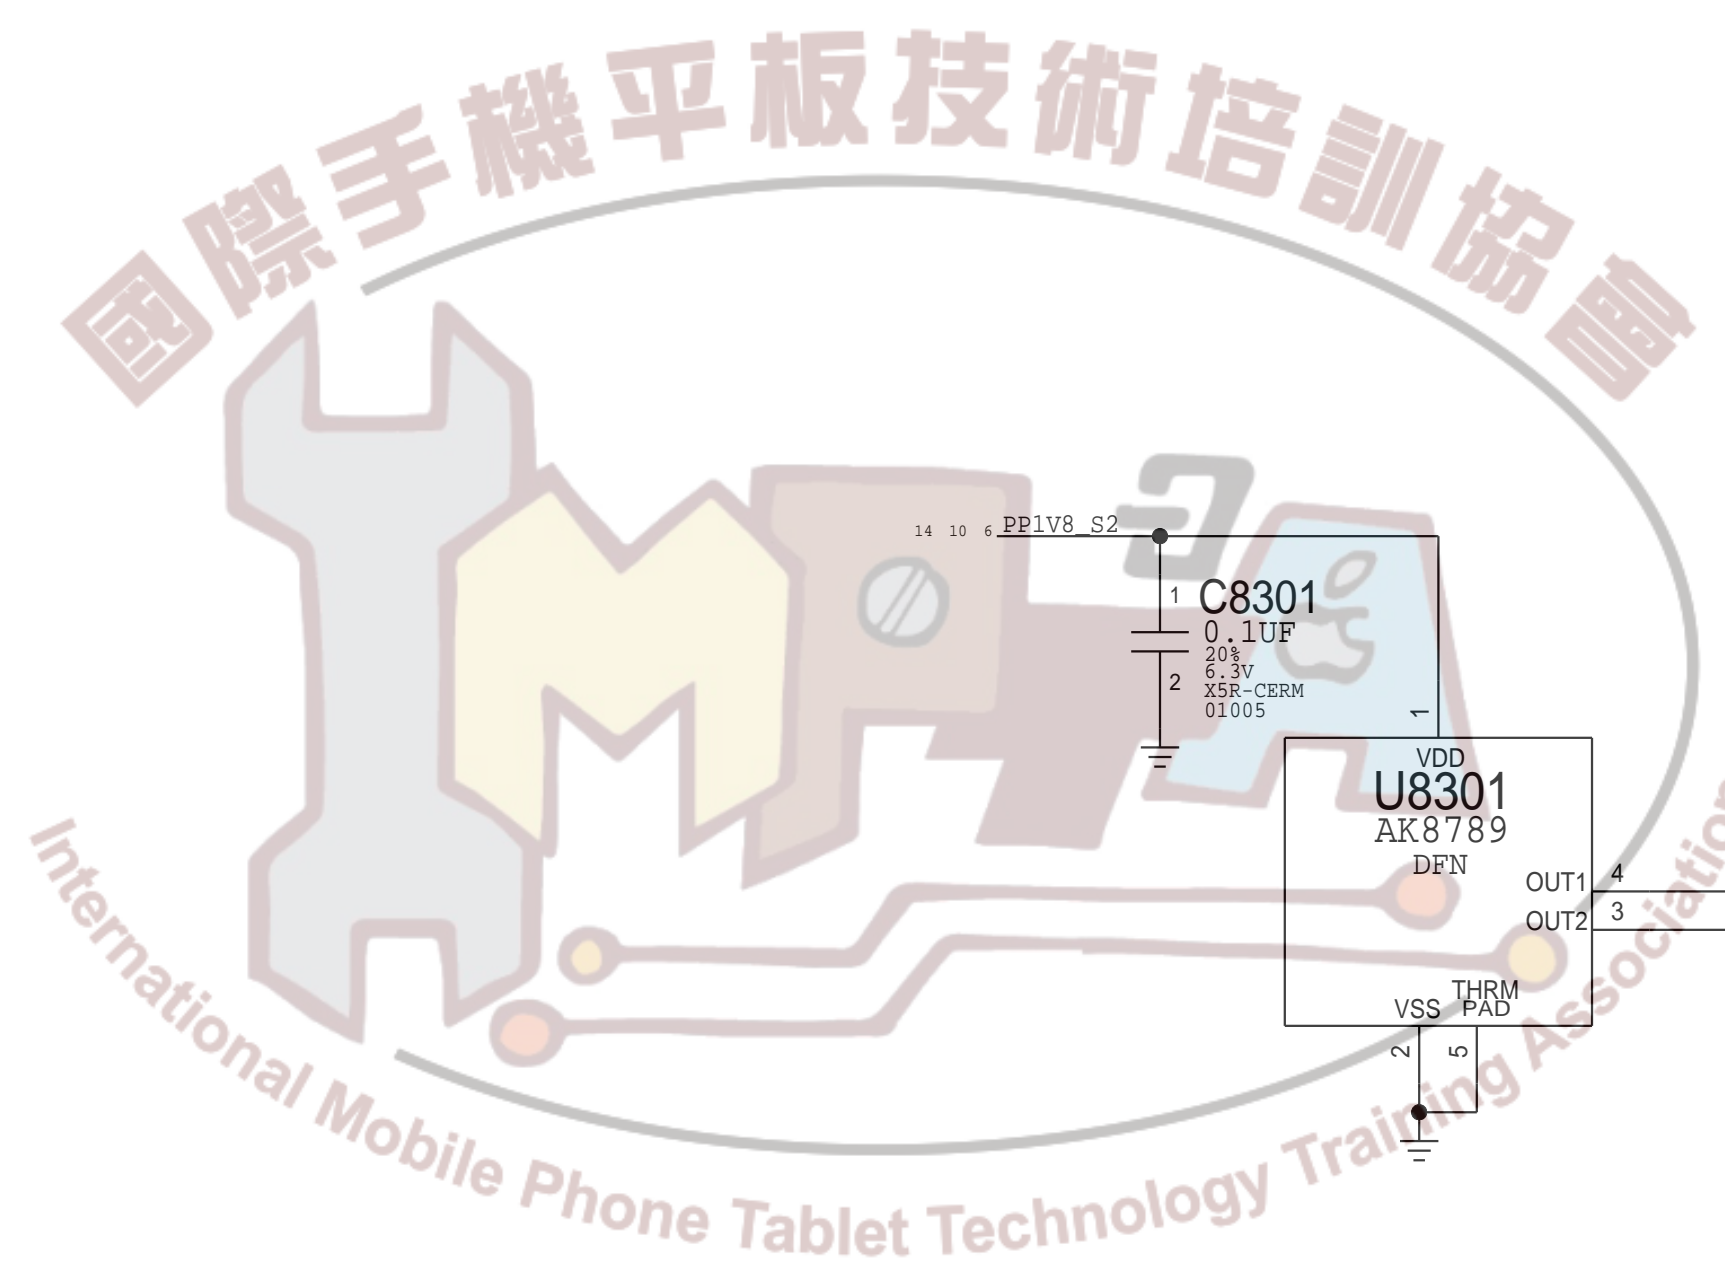 國際手機平板技術培訓協會
14 10 6 PP1V8_S2
1
C8301
0.1UF
20%
6.3V
2
X5R-CERM
01005
1
VDD
U8301
AK8789
DFN
OUT1 4
OUT2 3
THRM
VSS PAD
2 5
International Mobile Phone Tablet Technology Training Association